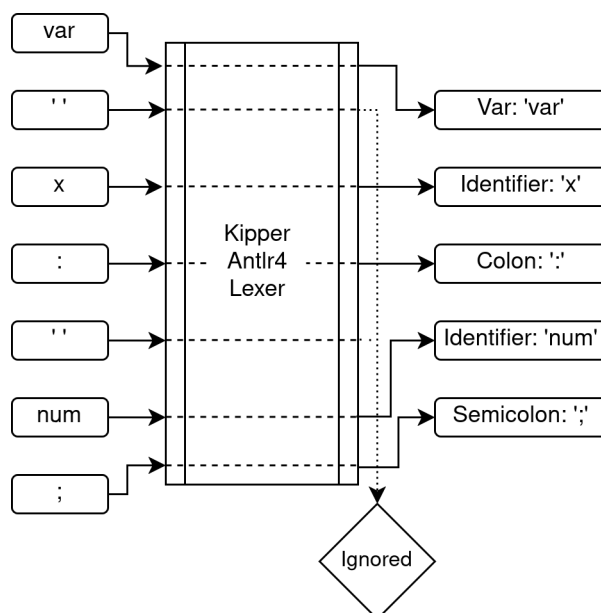 var
' '
x
:
' '
num
;
Kipper
Antlr4
Lexer
Var: 'var'
Identifier: 'x'
Colon: ':'
Identifier: 'num'
Semicolon: ';'
Ignored